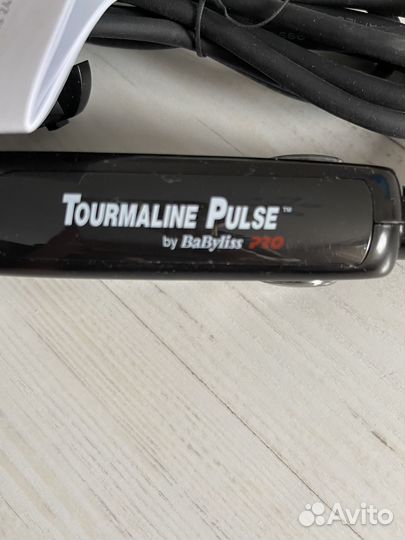 TOURMALINE PULSE™
by BaByliss PRO
Avito